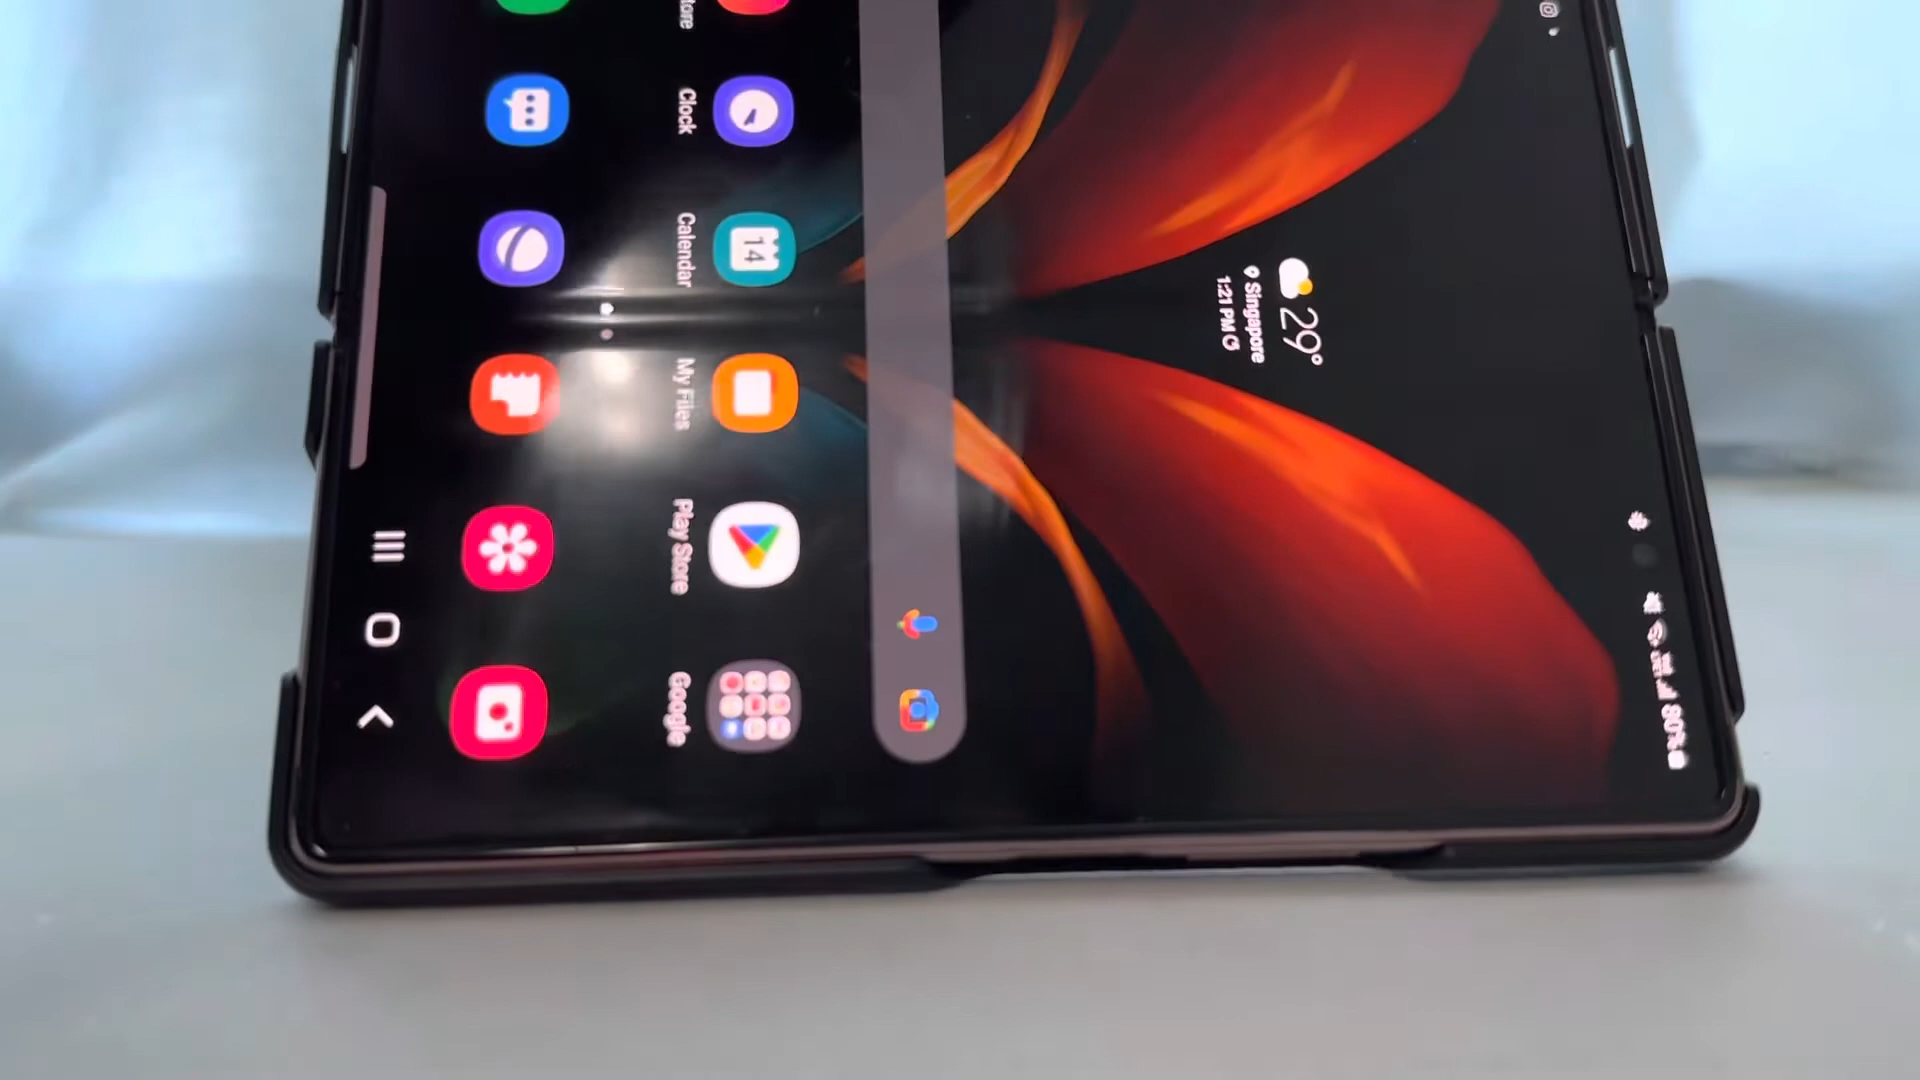 80%
29°
Singapore
1:21 PM
Clock
Calendar
14
My Files
Play Store
Google